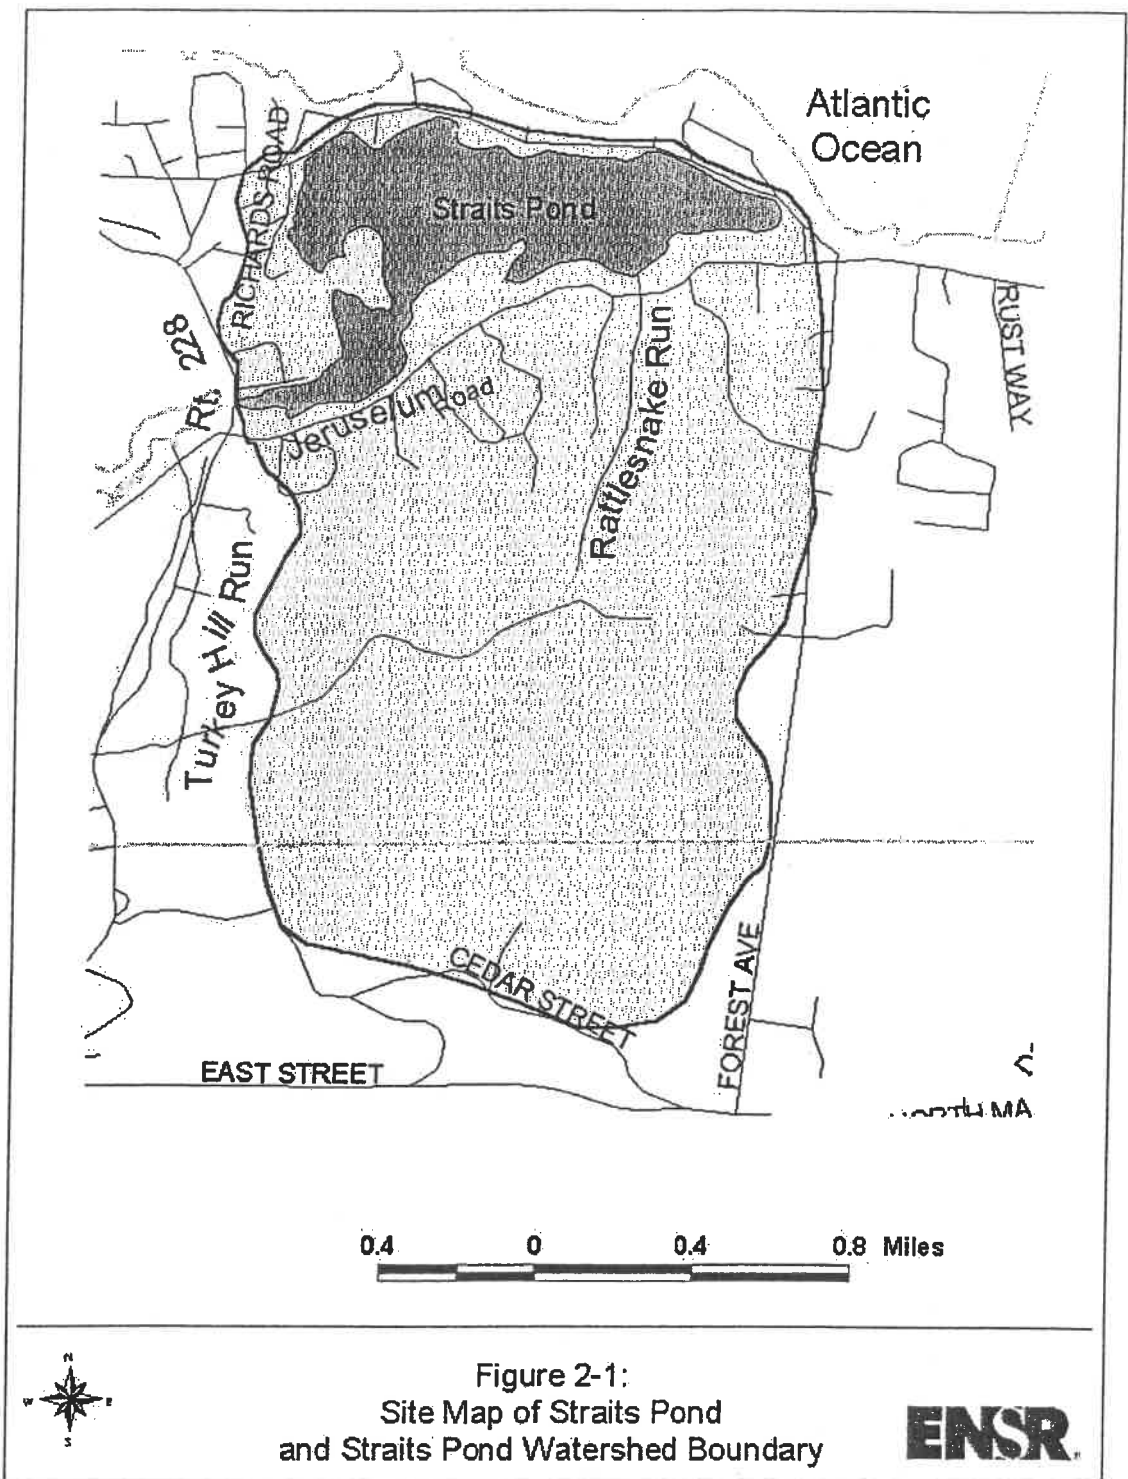 Atlantic
Ocean
RICHARDS ROAD
Straits Pond
Rt. 228
RUST WAY
Jeruselum Road
Rattlesnake Run
Turkey Hill Run
CEDAR STREET
FOREST AVE
EAST STREET
NORTH MA
0.4 0 0.4 0.8 Miles
N
W E
S
Figure 2-1:
Site Map of Straits Pond
and Straits Pond Watershed Boundary
ENSR